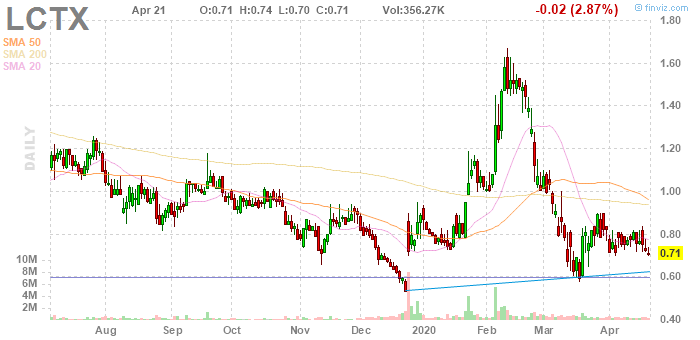 LCTX
Apr 21
O:0.71 H:0.74 L:0.70 C:0.71
Vol:356.27K
-0.02 (2.87%)
© finviz.com
SMA 50
SMA 200
SMA 20
DAILY
1.80
1.60
1.40
1.20
1.00
0.80
0.71
0.60
0.40
10M
8M
6M
4M
2M
Aug
Sep
Oct
Nov
Dec
2020
Feb
Mar
Apr